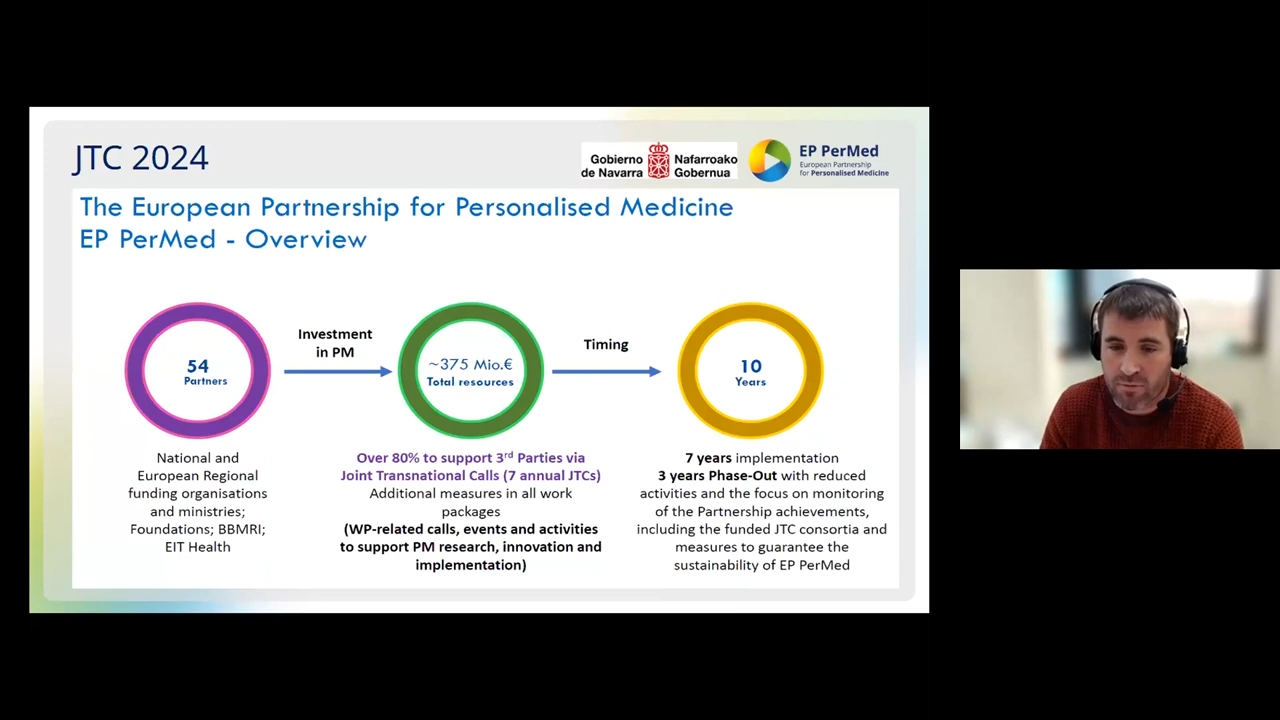 JTC 2024
Gobierno
de Navarra
Nafarroako
Gobernua
EP PerMed
European Partnership
for Personalised Medicine
The European Partnership for Personalised Medicine
EP PerMed - Overview
54
Partners
Investment
in PM
~375 Mio.€
Total resources
Timing
10
Years
National and
European Regional
funding organisations
and ministries;
Foundations; BBMRI;
EIT Health
Over 80% to support 3rd Parties via
Joint Transnational Calls (7 annual JTCs)
Additional measures in all work
packages
(WP-related calls, events and activities
to support PM research, innovation and
implementation)
7 years implementation
3 years Phase-Out with reduced
activities and the focus on monitoring
of the Partnership achievements,
including the funded JTC consortia and
measures to guarantee the
sustainability of EP PerMed